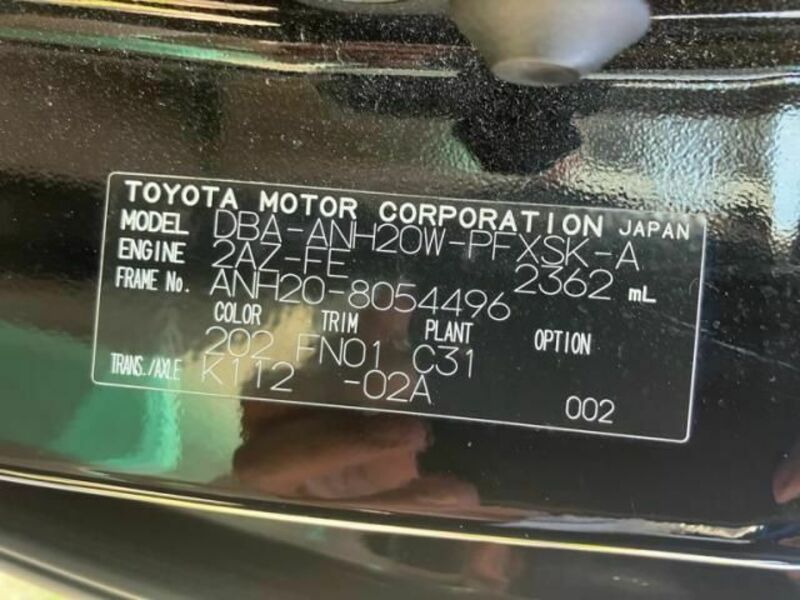 TOYOTA MOTOR CORPORATION JAPAN
MODEL DBA-ANH20W-PFXSK-A
ENGINE 2AZ-FE 2362 mL
FRAME No. ANH20-8054496
COLOR TRIM PLANT OPTION
202 FN01 C31
TRANS./AXLE K112 -02A
002